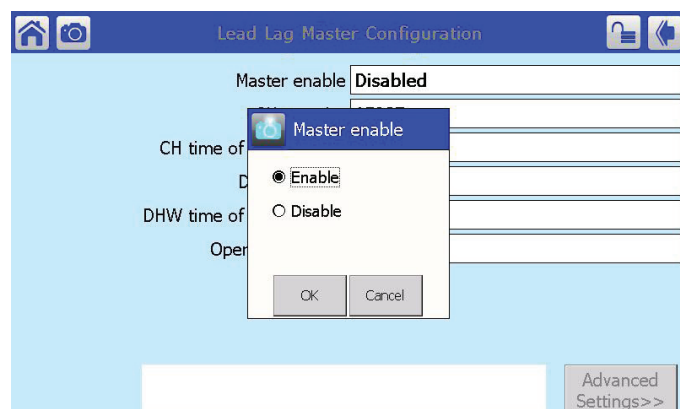 Lead Lag Master Configuration
Master enable Disabled
Master enable
CH time of
Enable
D
Disable
DHW time of
Oper
OK Cancel
Advanced
Settings>>